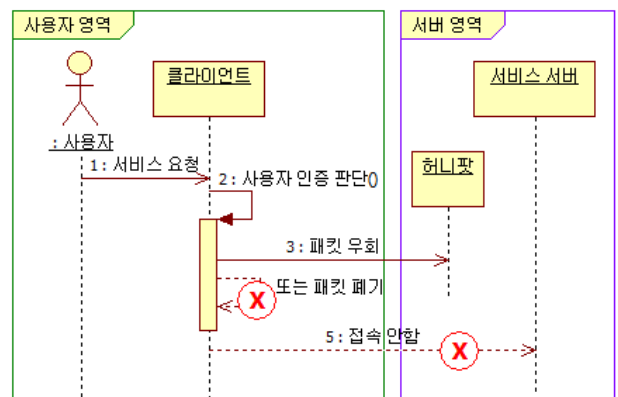 사용자 영역
서버 영역
클라이언트
서비스 서버
: 사용자
허니팟
1 : 서비스 요청
2 : 사용자 인증 판단()
3 : 패킷 우회
또는 패킷 폐기
X
5 : 접속 안함
X